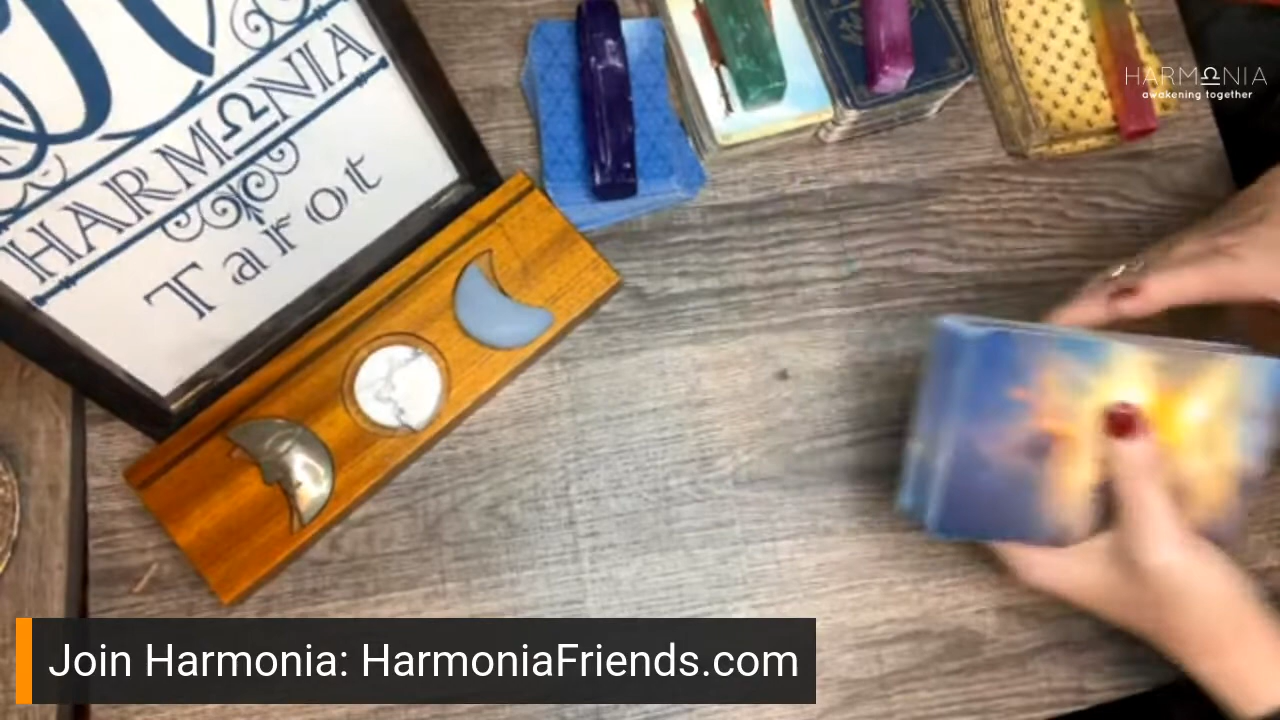 HARMΩNIA
Tarot
HARMΩNIA
awakening together
Join Harmonia: HarmoniaFriends.com